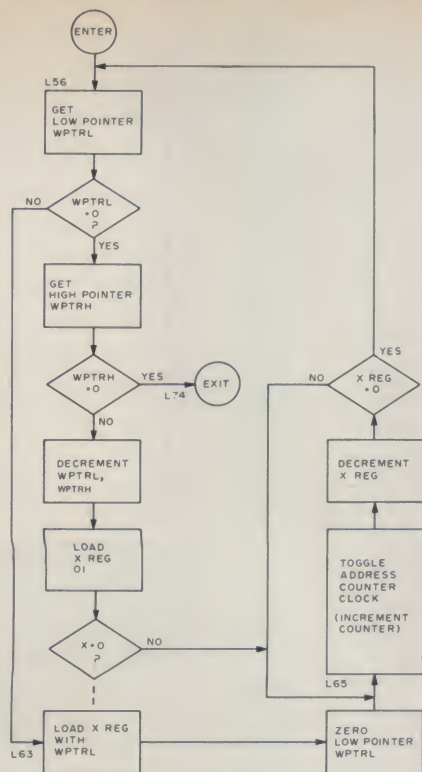 ENTER
L56
GET
LOW POINTER
WPTRL
NO
WPTRL
=0
?
YES
GET
HIGH POINTER
WPTRH
WPTRH
=0
YES
L74
EXIT
NO
DECREMENT
WPTRL,
WPTRH
LOAD
X REG
01
X=0
?
NO
L63
LOAD X REG
WITH
WPTRL
ZERO
LOW POINTER
WPTRL
L65
TOGGLE
ADDRESS
COUNTER
CLOCK
(INCREMENT
COUNTER)
DECREMENT
X REG
X REG
=0
NO
YES